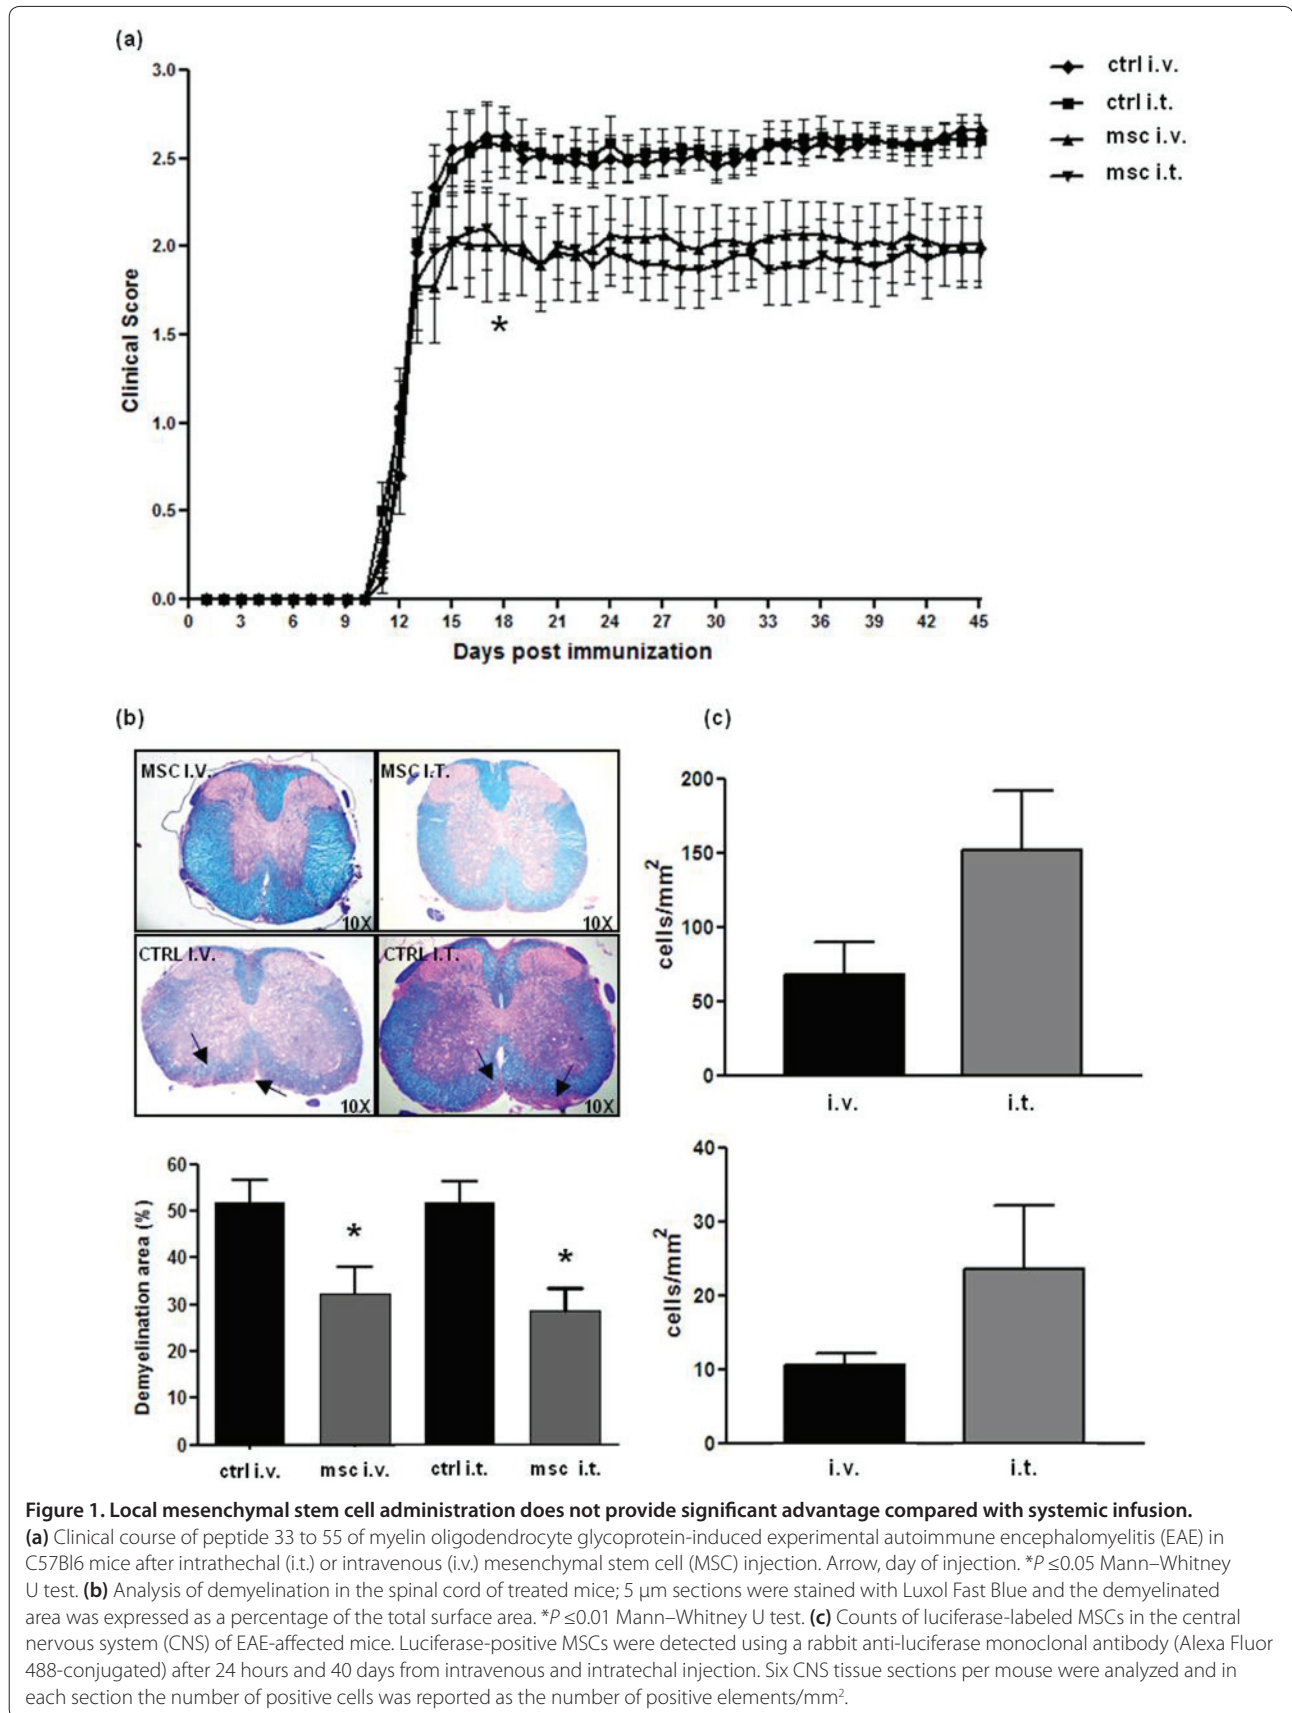 (a)
3.0
2.5
2.0
1.5
1.0
0.5
0.0
Clinical Score
*
0 3 6 9 12 15 18 21 24 27 30 33 36 39 42 45
Days post immunization
ctrl i.v.
ctrl i.t.
msc i.v.
msc i.t.
(b)
MSC I.V.
10X
MSC I.T.
10X
CTRL I.V.
10X
CTRL I.T.
10X
60
50
40
30
20
10
0
Demyelination area (%)
* *
ctrl i.v. msc i.v. ctrl i.t. msc i.t.
(c)
200
150
100
50
0
cells/mm²
i.v. i.t.
40
30
20
10
0
cells/mm²
i.v. i.t.
Figure 1. Local mesenchymal stem cell administration does not provide significant advantage compared with systemic infusion.
(a) Clinical course of peptide 33 to 55 of myelin oligodendrocyte glycoprotein-induced experimental autoimmune encephalomyelitis (EAE) in
C57Bl6 mice after intrathechal (i.t.) or intravenous (i.v.) mesenchymal stem cell (MSC) injection. Arrow, day of injection. *P ≤0.05 Mann–Whitney
U test. (b) Analysis of demyelination in the spinal cord of treated mice; 5 μm sections were stained with Luxol Fast Blue and the demyelinated
area was expressed as a percentage of the total surface area. *P ≤0.01 Mann–Whitney U test. (c) Counts of luciferase-labeled MSCs in the central
nervous system (CNS) of EAE-affected mice. Luciferase-positive MSCs were detected using a rabbit anti-luciferase monoclonal antibody (Alexa Fluor
488-conjugated) after 24 hours and 40 days from intravenous and intratechal injection. Six CNS tissue sections per mouse were analyzed and in
each section the number of positive cells was reported as the number of positive elements/mm².